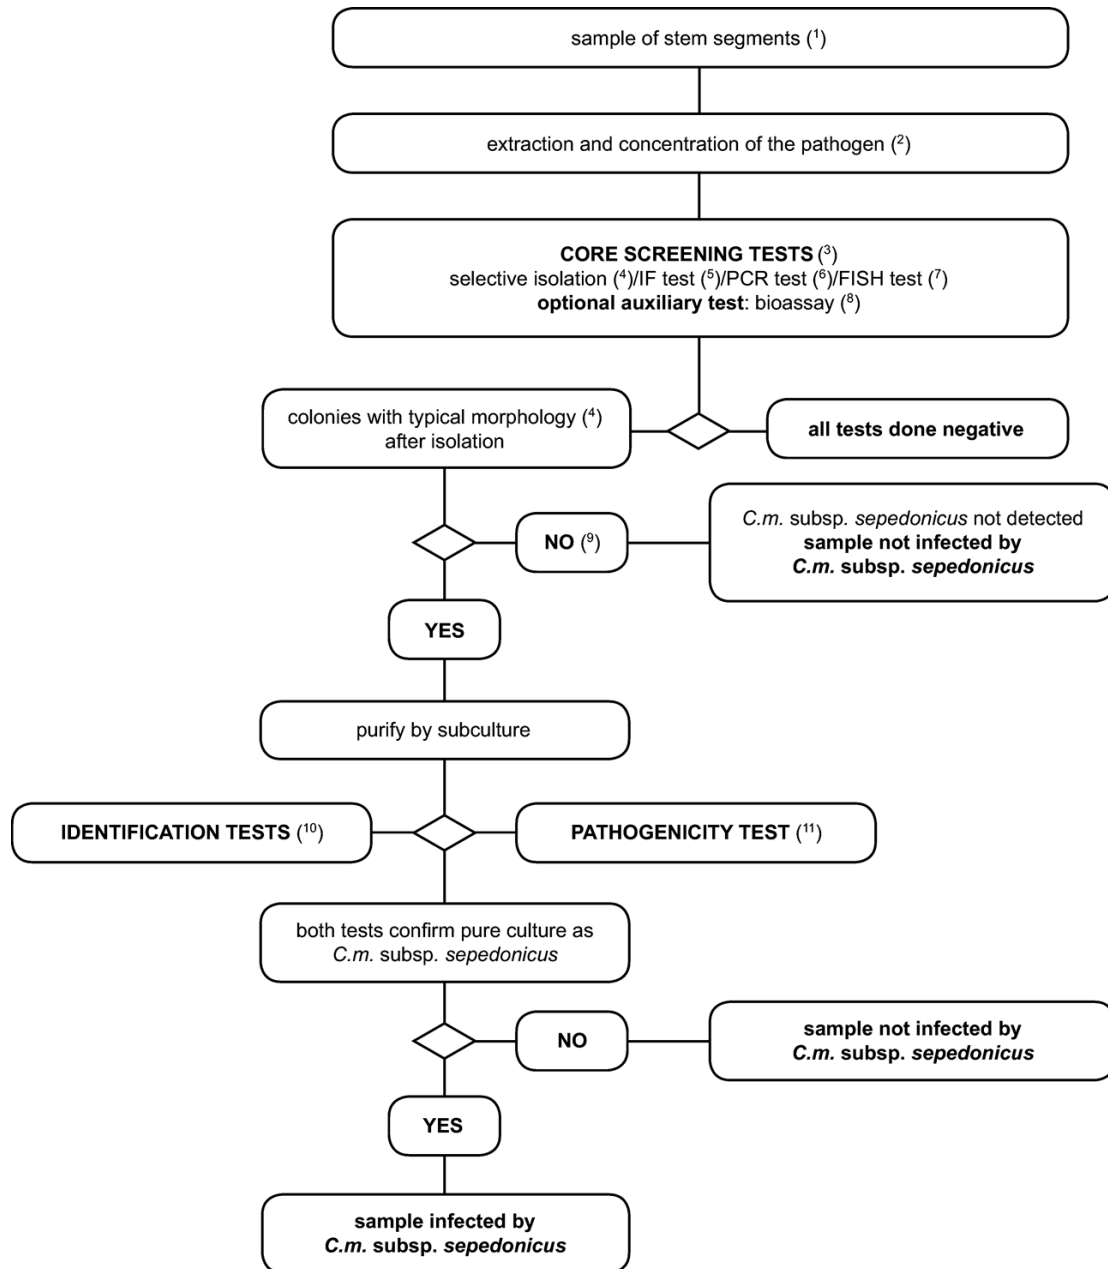 sample of stem segments (¹)
extraction and concentration of the pathogen (²)
CORE SCREENING TESTS (³)
selective isolation (⁴)/IF test (⁵)/PCR test (⁶)/FISH test (⁷)
optional auxiliary test: bioassay (⁸)
colonies with typical morphology (⁴)
after isolation
all tests done negative
NO (⁹)
C.m. subsp. sepedonicus not detected
sample not infected by
C.m. subsp. sepedonicus
YES
purify by subculture
IDENTIFICATION TESTS (¹⁰)
PATHOGENICITY TEST (¹¹)
both tests confirm pure culture as
C.m. subsp. sepedonicus
NO
sample not infected by
C.m. subsp. sepedonicus
YES
sample infected by
C.m. subsp. sepedonicus